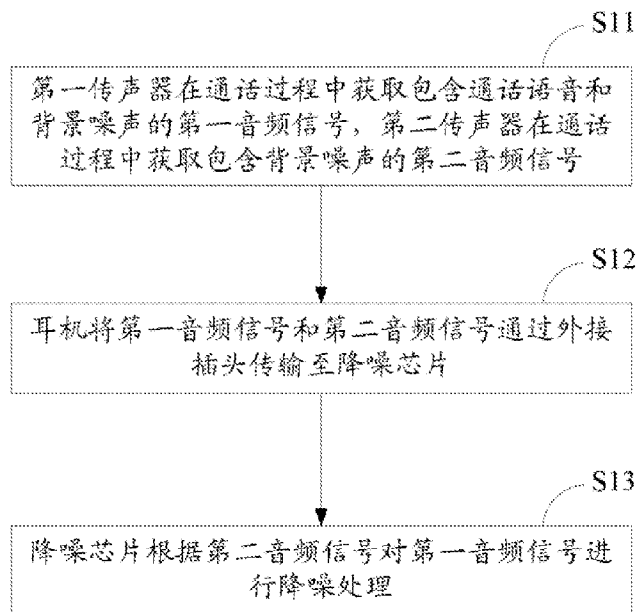 S11
第一传声器在通话过程中获取包含通话语音和
背景噪声的第一音频信号，第二传声器在通话
过程中获取包含背景噪声的第二音频信号
S12
耳机将第一音频信号和第二音频信号通过外接
插头传输至降噪芯片
S13
降噪芯片根据第二音频信号对第一音频信号进
行降噪处理